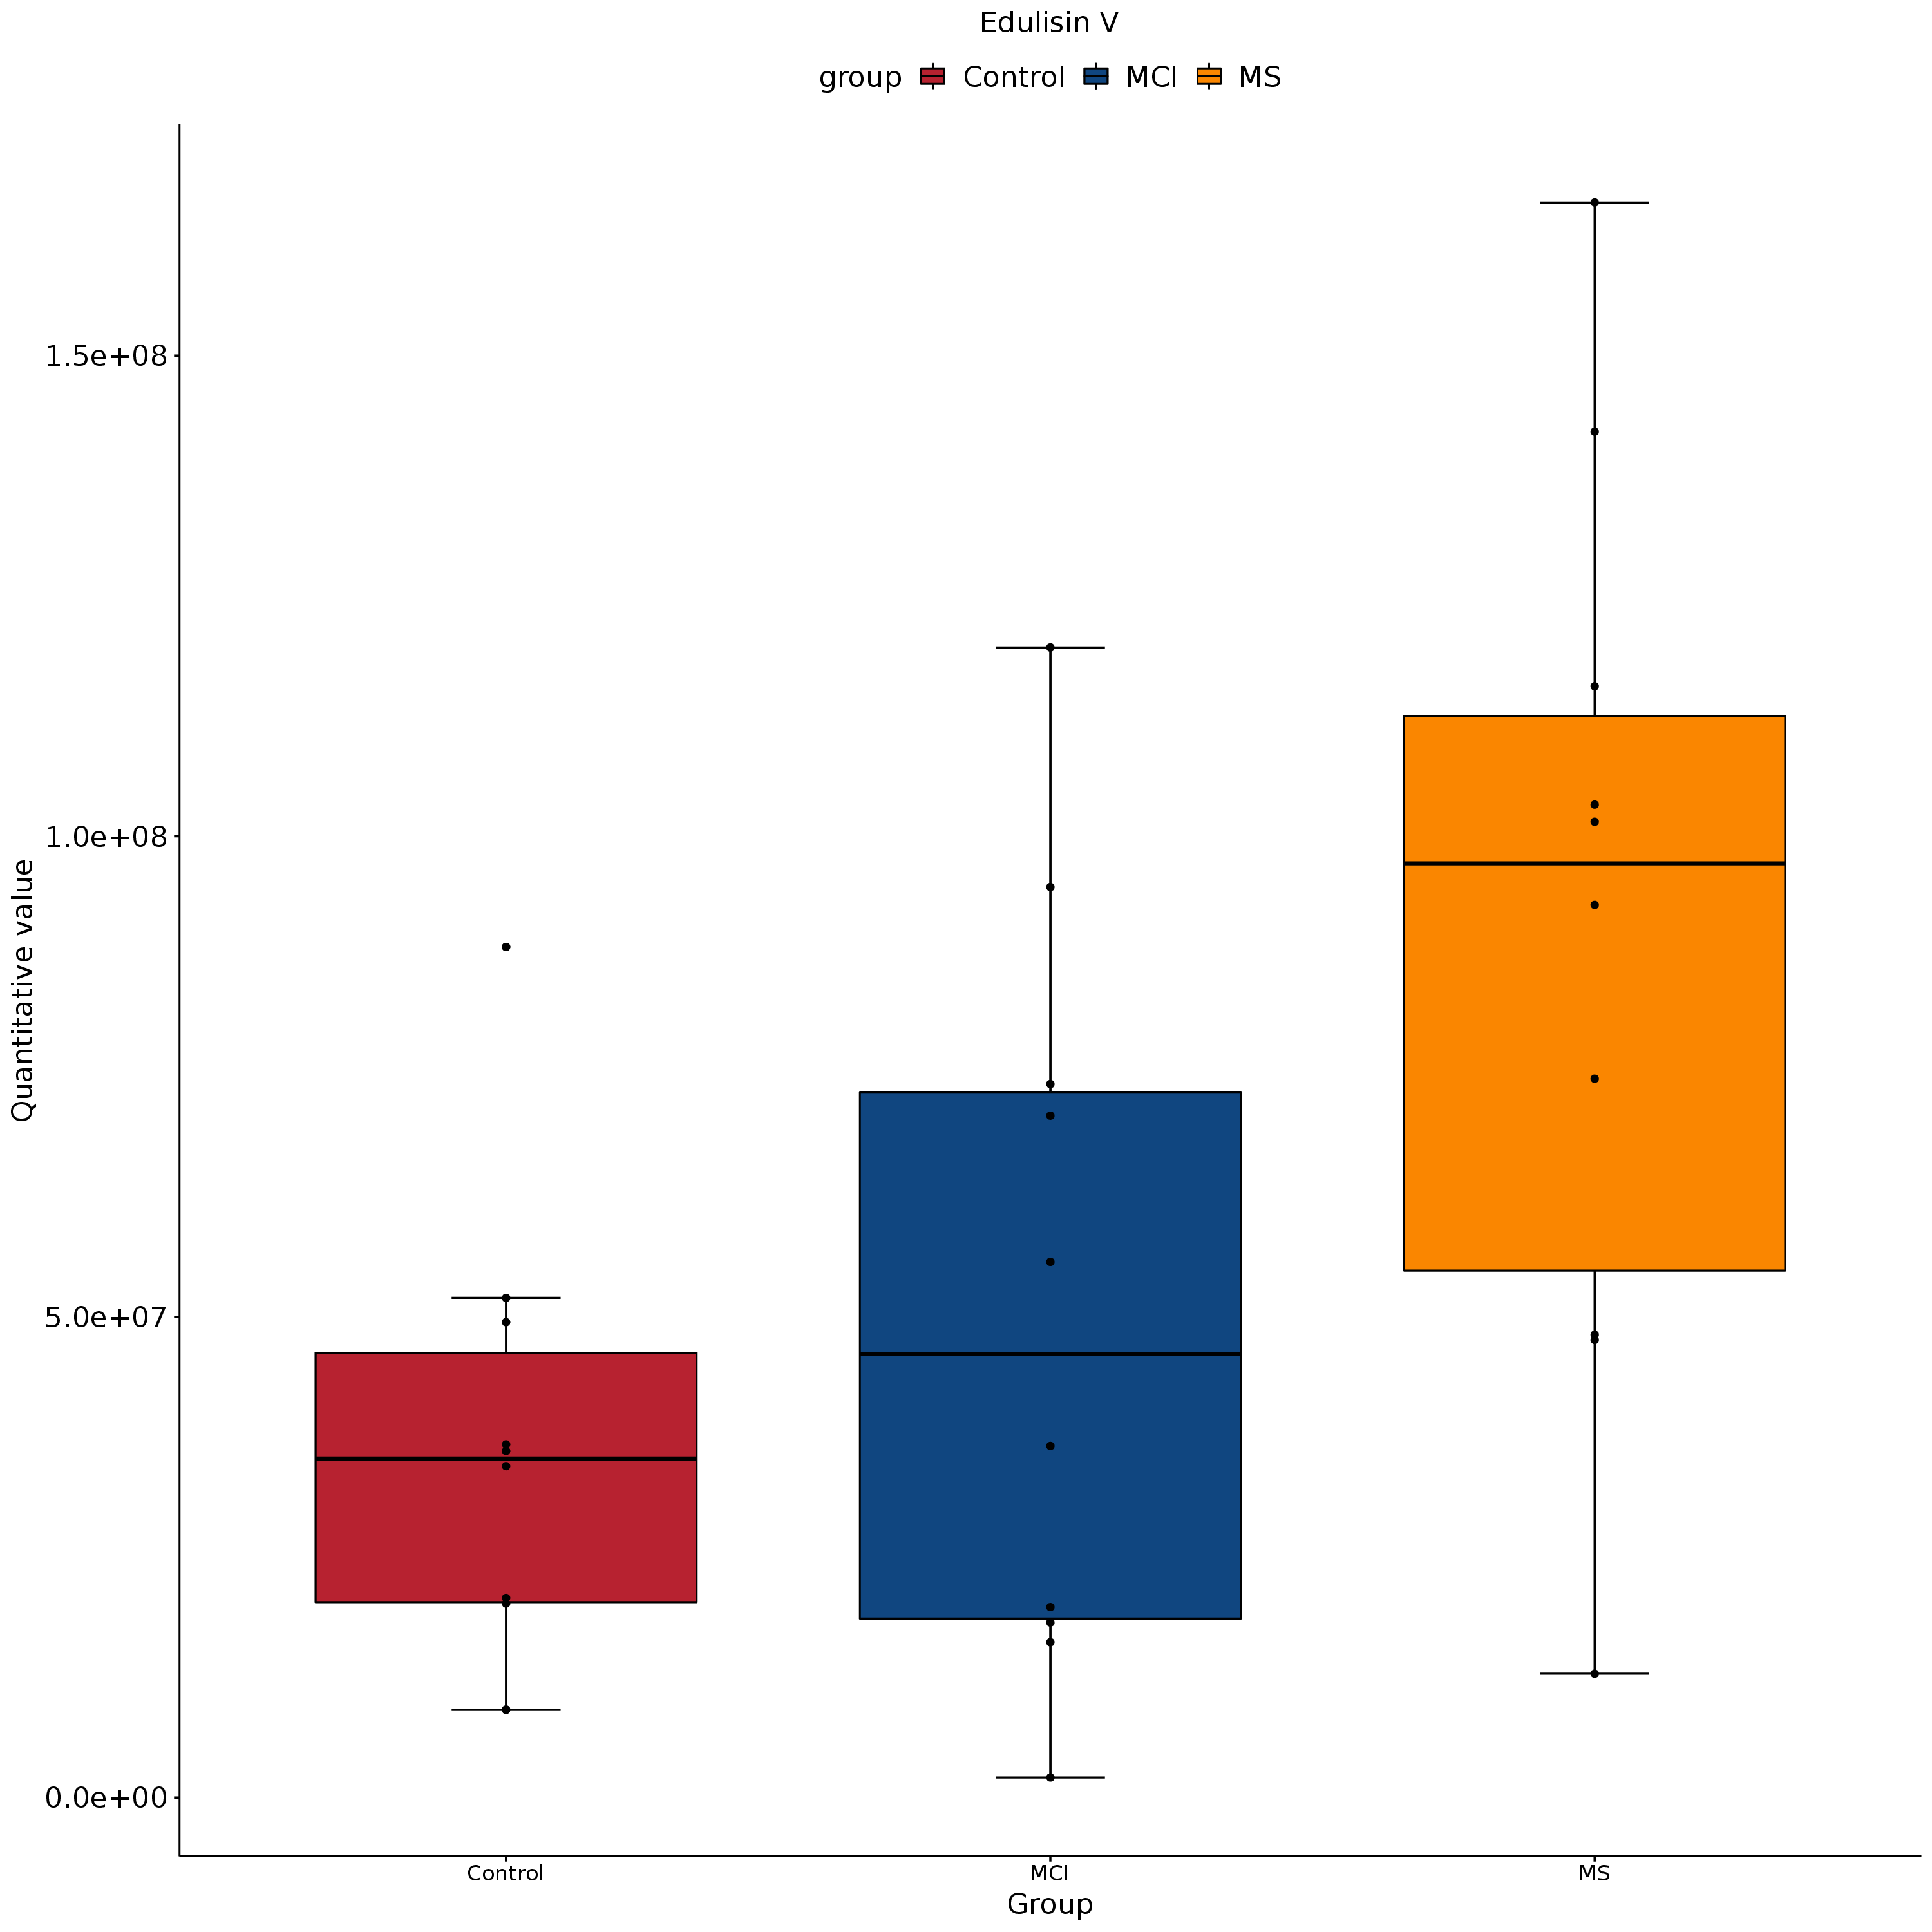 Edulisin V
group Control MCI MS
Quantitative value
1.5e+08
1.0e+08
5.0e+07
0.0e+00
Control MCI MS
Group